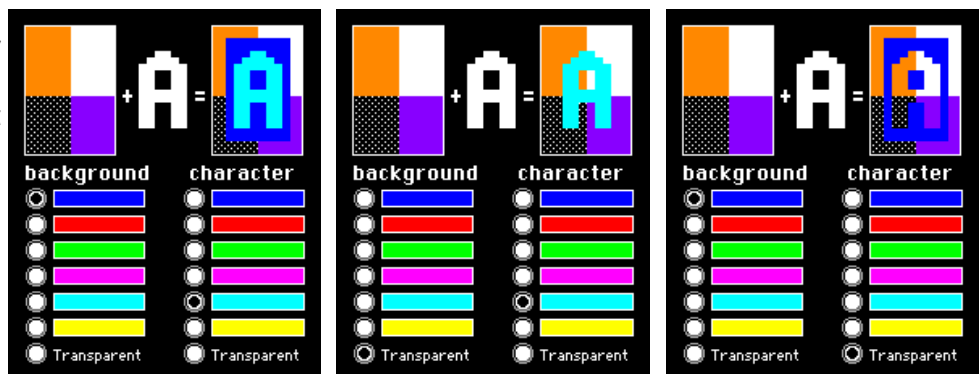 + A = A
background character
Transparent Transparent
+ A = A
background character
Transparent Transparent
+ A = A
background character
Transparent Transparent